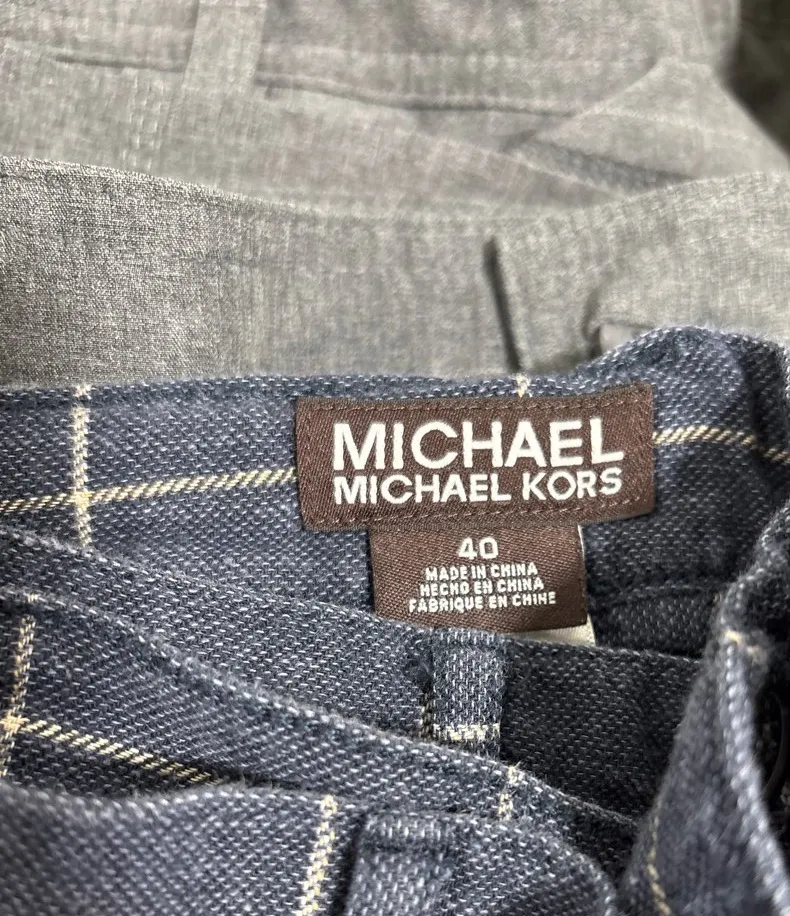 MICHAEL
MICHAEL KORS
40
MADE IN CHINA
HECHO EN CHINA
FABRIQUE EN CHINE